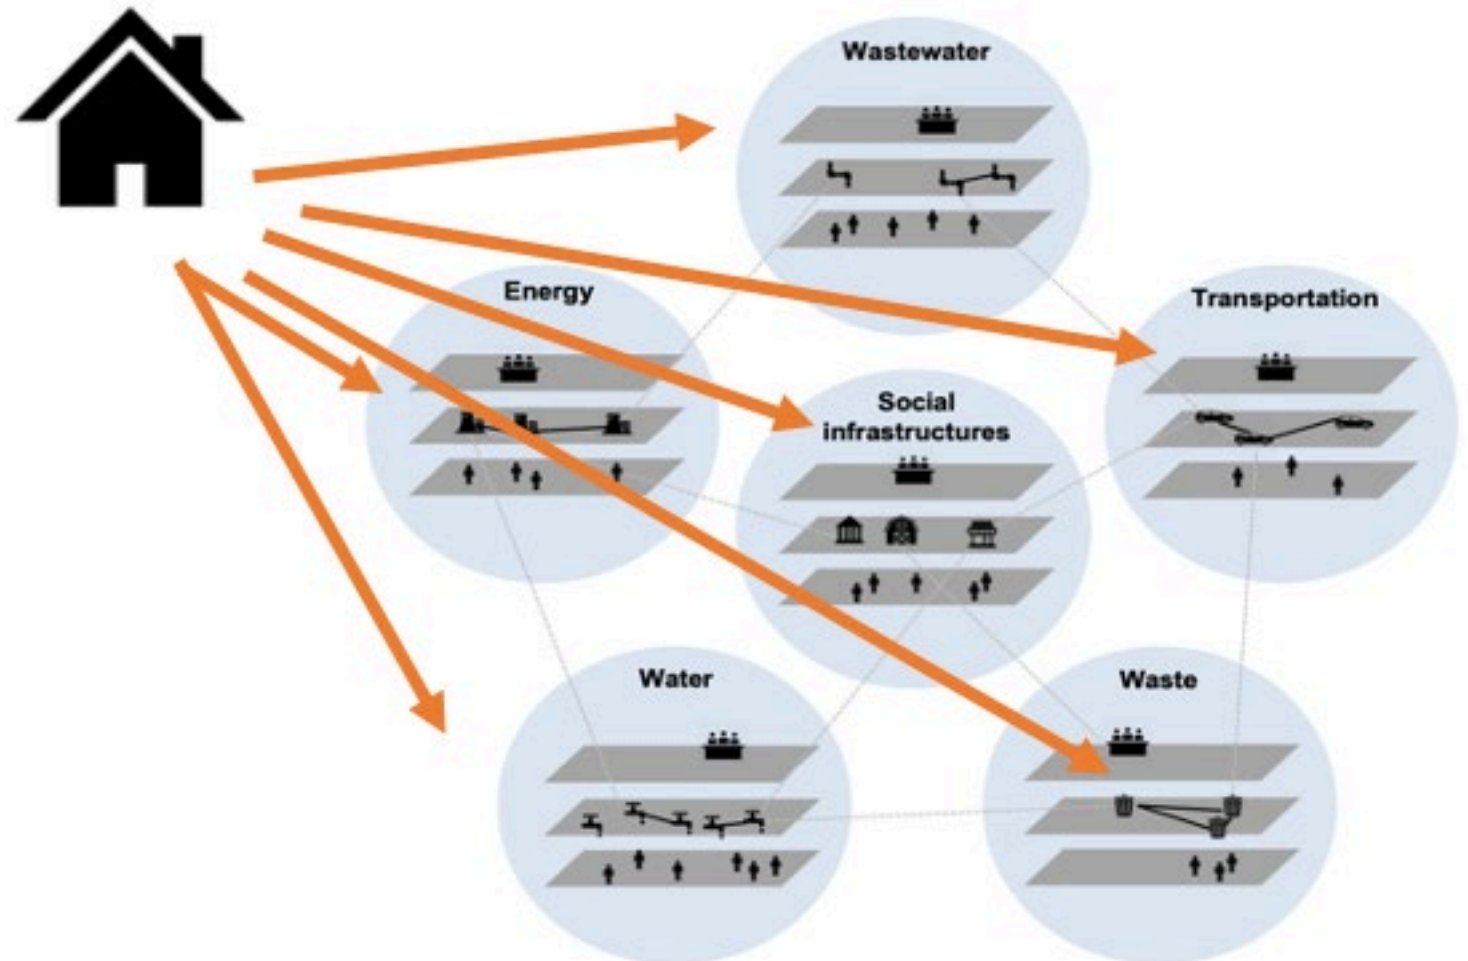 Wastewater
Energy
Transportation
Social
infrastructures
Water
Waste